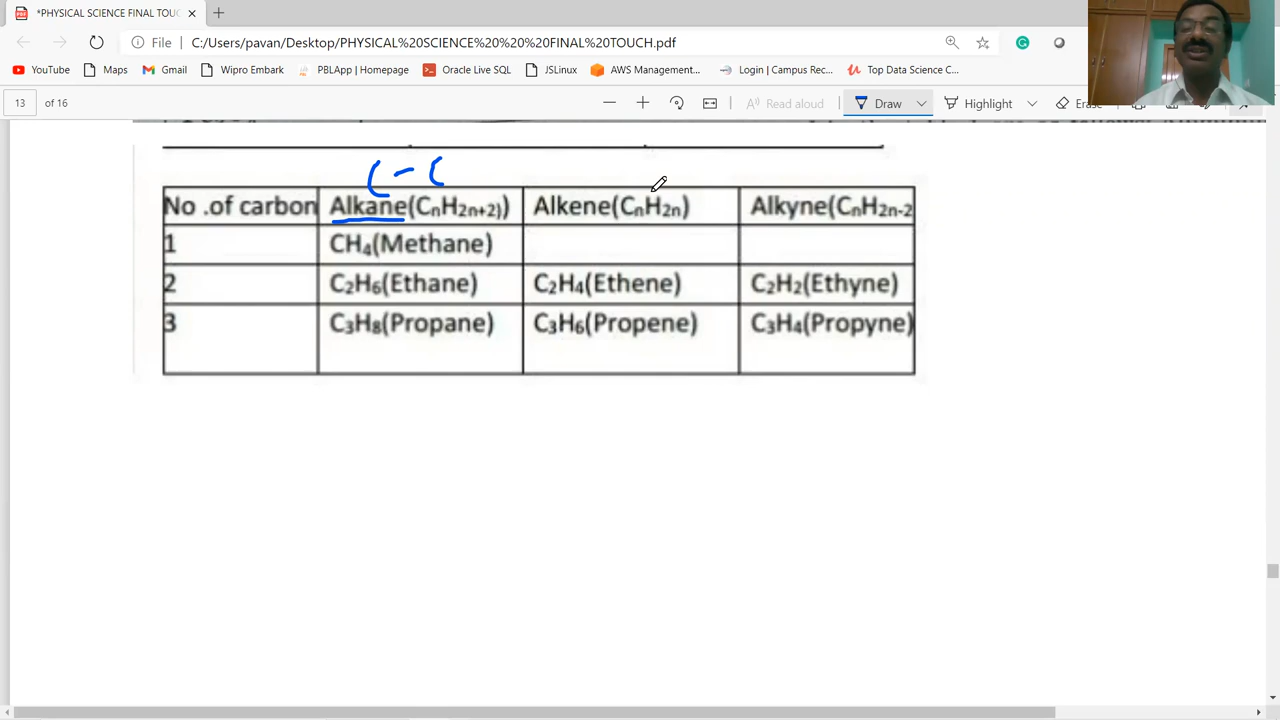 *PHYSICAL SCIENCE FINAL TOUCH
File C:/Users/pavan/Desktop/PHYSICAL%20SCIENCE%20%20%20FINAL%20TOUCH.pdf
YouTube Maps Gmail Wipro Embark PBLApp | Homepage Oracle Live SQL JSLinux AWS Management... Login | Campus Rec... Top Data Science C...
13 of 16 Read aloud Draw Highlight Erase
C - C
No .of carbon Alkane(CₙH₂ₙ₊₂)) Alkene(CₙH₂ₙ) Alkyne(CₙH₂ₙ₋₂
1 CH₄(Methane)
2 C₂H₆(Ethane) C₂H₄(Ethene) C₂H₂(Ethyne)
3 C₃H₈(Propane) C₃H₆(Propene) C₃H₄(Propyne)